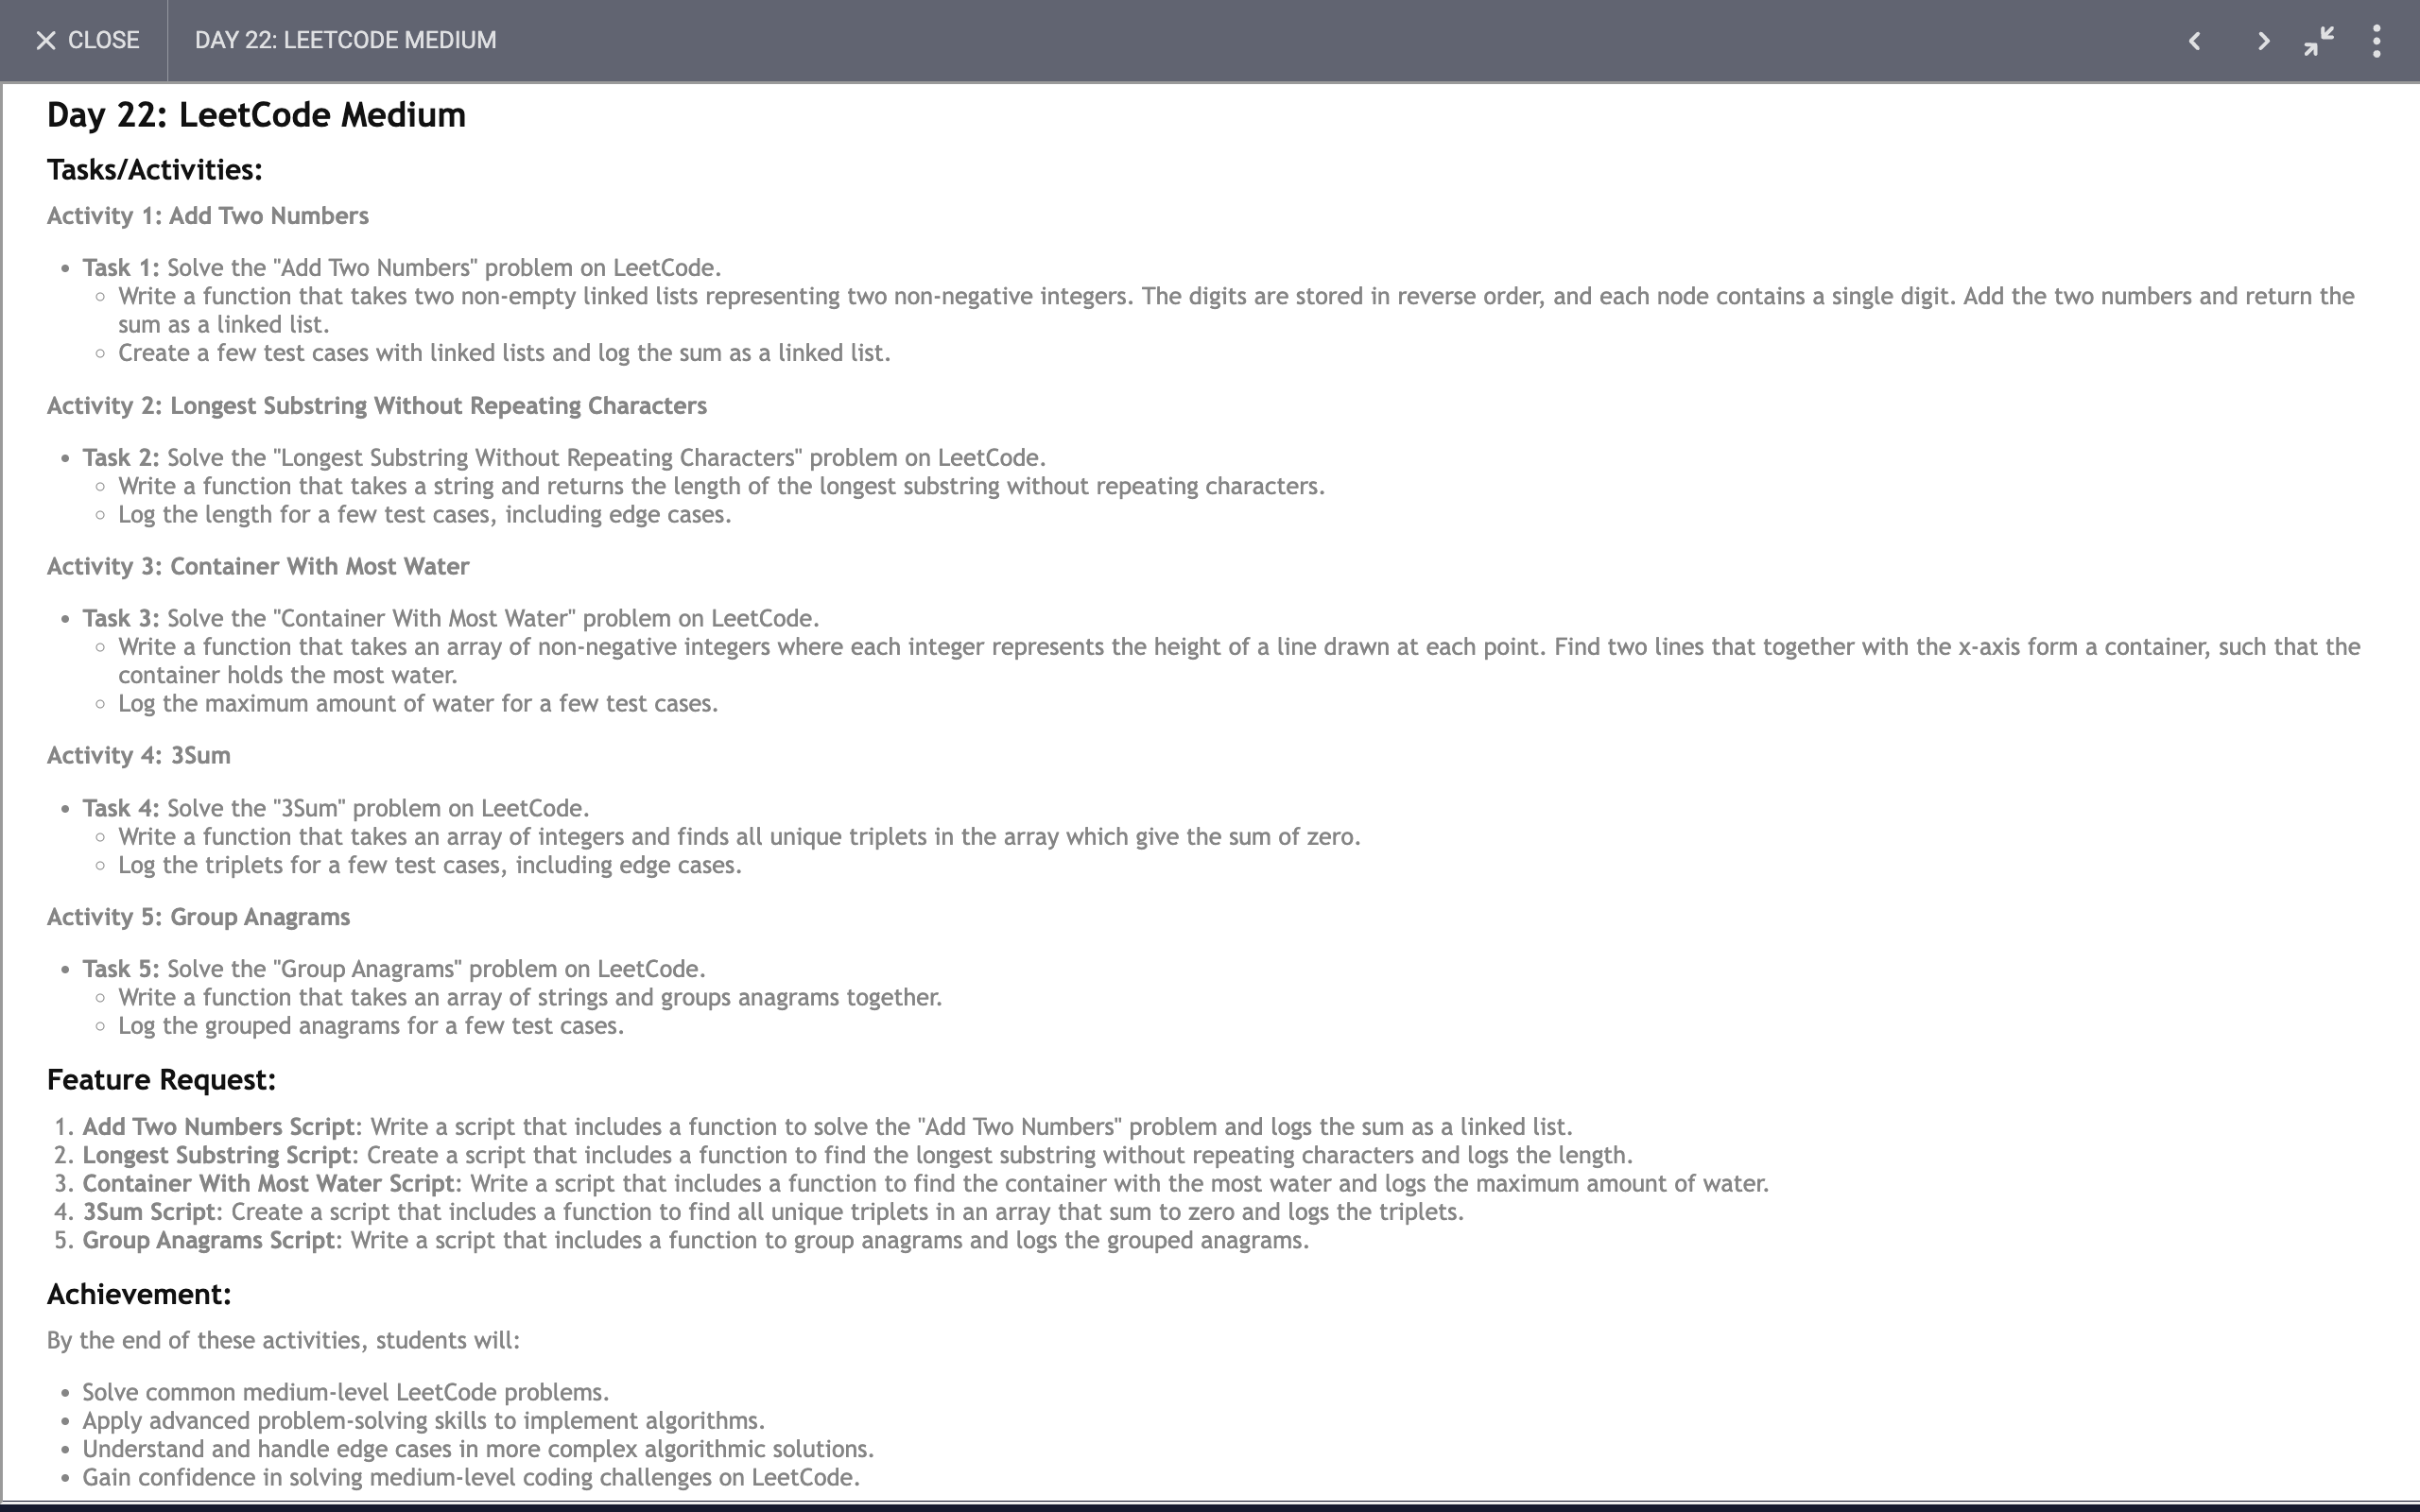 CLOSE
DAY 22: LEETCODE MEDIUM
Day 22: LeetCode Medium
Tasks/Activities:
Activity 1: Add Two Numbers
• Task 1: Solve the "Add Two Numbers" problem on LeetCode.
◦ Write a function that takes two non-empty linked lists representing two non-negative integers. The digits are stored in reverse order, and each node contains a single digit. Add the two numbers and return the
sum as a linked list.
◦ Create a few test cases with linked lists and log the sum as a linked list.
Activity 2: Longest Substring Without Repeating Characters
• Task 2: Solve the "Longest Substring Without Repeating Characters" problem on LeetCode.
◦ Write a function that takes a string and returns the length of the longest substring without repeating characters.
◦ Log the length for a few test cases, including edge cases.
Activity 3: Container With Most Water
• Task 3: Solve the "Container With Most Water" problem on LeetCode.
◦ Write a function that takes an array of non-negative integers where each integer represents the height of a line drawn at each point. Find two lines that together with the x-axis form a container, such that the
container holds the most water.
◦ Log the maximum amount of water for a few test cases.
Activity 4: 3Sum
• Task 4: Solve the "3Sum" problem on LeetCode.
◦ Write a function that takes an array of integers and finds all unique triplets in the array which give the sum of zero.
◦ Log the triplets for a few test cases, including edge cases.
Activity 5: Group Anagrams
• Task 5: Solve the "Group Anagrams" problem on LeetCode.
◦ Write a function that takes an array of strings and groups anagrams together.
◦ Log the grouped anagrams for a few test cases.
Feature Request:
1. Add Two Numbers Script: Write a script that includes a function to solve the "Add Two Numbers" problem and logs the sum as a linked list.
2. Longest Substring Script: Create a script that includes a function to find the longest substring without repeating characters and logs the length.
3. Container With Most Water Script: Write a script that includes a function to find the container with the most water and logs the maximum amount of water.
4. 3Sum Script: Create a script that includes a function to find all unique triplets in an array that sum to zero and logs the triplets.
5. Group Anagrams Script: Write a script that includes a function to group anagrams and logs the grouped anagrams.
Achievement:
By the end of these activities, students will:
• Solve common medium-level LeetCode problems.
• Apply advanced problem-solving skills to implement algorithms.
• Understand and handle edge cases in more complex algorithmic solutions.
• Gain confidence in solving medium-level coding challenges on LeetCode.